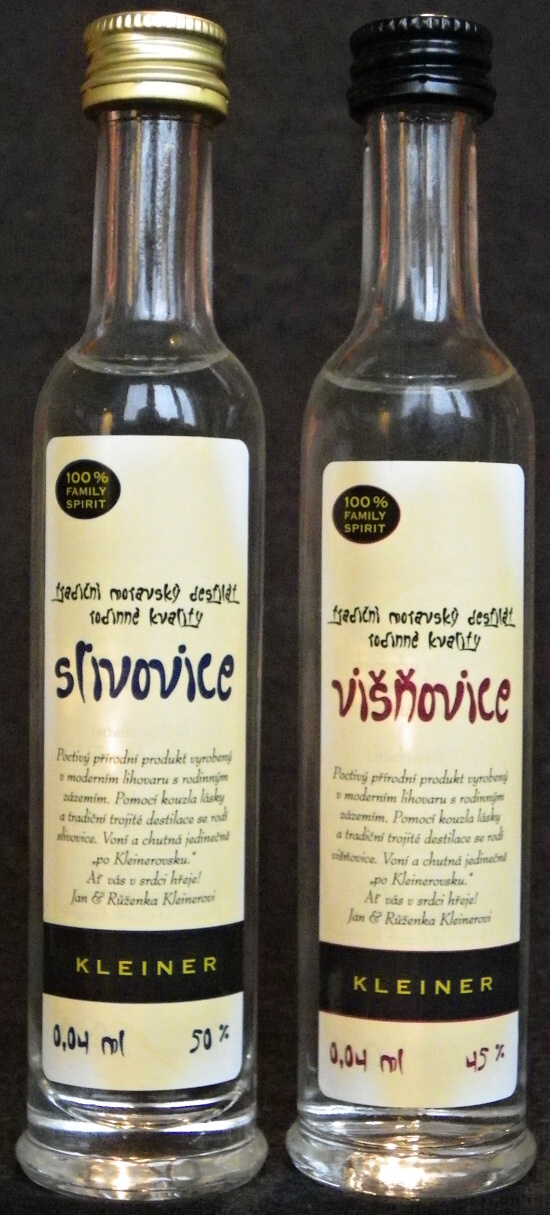 100%
FAMILY
SPIRIT
tradiční moravský destilát
rodinné kvality
slivovice
Poctivý přírodní produkt vyrobený
v moderním lihovaru s rodinným
zázemím. Pomocí kouzla lásky
a tradiční trojité destilace se rodí
slivovice. Voní a chutná jedinečně
„po Kleinerovsku.“
Ať vás v srdci hřeje!
Jan & Růženka Kleinerovi
KLEINER
0,04 ml 50%
100%
FAMILY
SPIRIT
tradiční moravský destilát
rodinné kvality
višňovice
Poctivý přírodní produkt vyrobený
v moderním lihovaru s rodinným
zázemím. Pomocí kouzla lásky
a tradiční trojité destilace se rodí
višňovice. Voní a chutná jedinečně
„po Kleinerovsku.“
Ať vás v srdci hřeje!
Jan & Růženka Kleinerovi
KLEINER
0,04 ml 45%